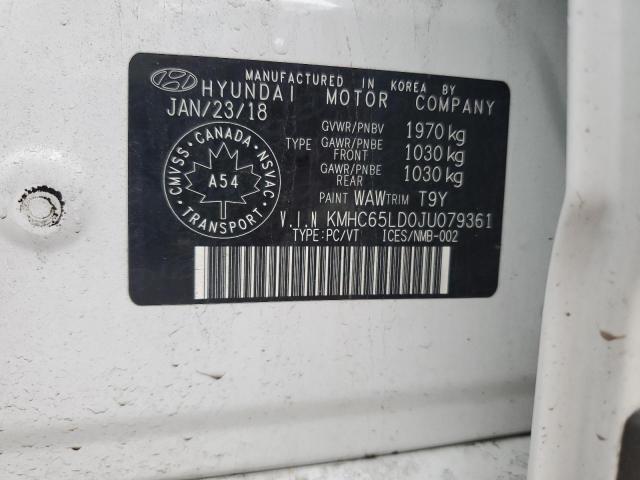 MANUFACTURED IN KOREA BY
HYUNDAI MOTOR COMPANY
JAN/23/18
GVWR/PNBV 1970 kg
TYPE GAWR/PNBE FRONT 1030 kg
GAWR/PNBE REAR 1030 kg
PAINT WAW TRIM T9Y
CANADA
CMVSS NSVAC
A54
TRANSPORT
V.I.N KMHC65LD0JU079361
TYPE:PC/VT ICES/NMB-002